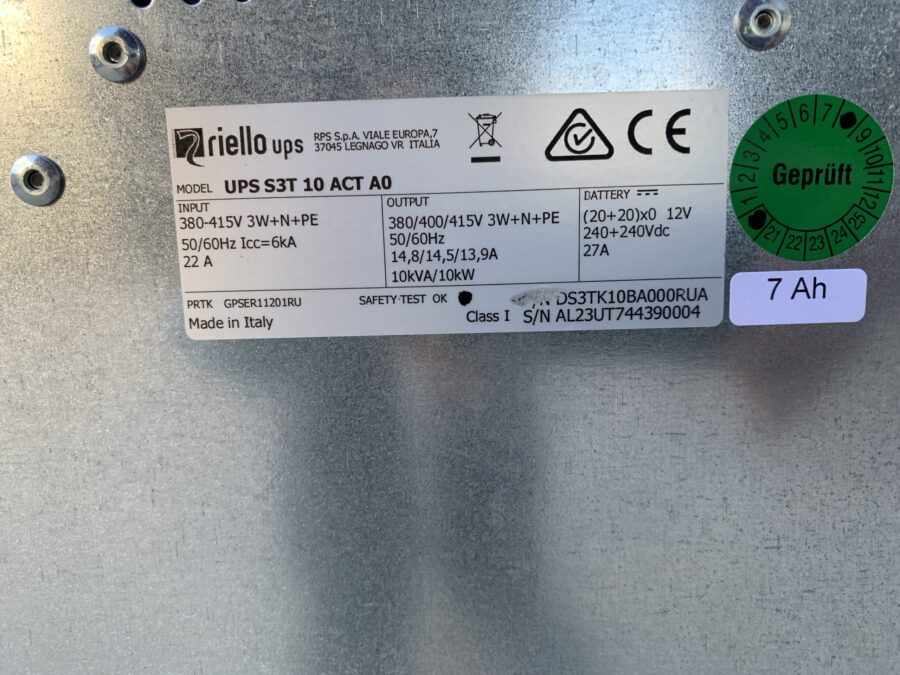 riello ups
RPS S.p.A. VIALE EUROPA,7
37045 LEGNAGO VR ITALIA
CE
MODEL UPS S3T 10 ACT A0
INPUT
380-415V 3W+N+PE
50/60Hz Icc=6kA
22 A
OUTPUT
380/400/415V 3W+N+PE
50/60Hz
14,8/14,5/13,9A
10kVA/10kW
BATTERY
(20+20)x0 12V
240+240Vdc
27A
PRTK GPSER11201RU
SAFETY-TEST OK
/N DS3TK10BA000RUA
Made in Italy
Class I S/N AL23UT744390004
1 2 3 4 5 6 7 9 10 11 12
Geprüft
21 22 23 24 25
7 Ah